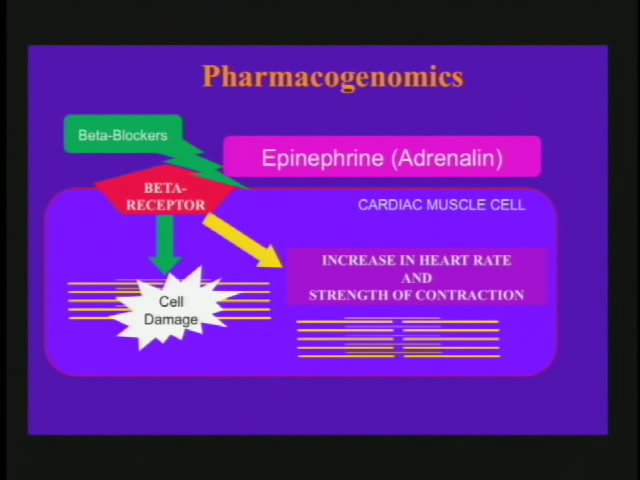 Pharmacogenomics
Beta-Blockers
Epinephrine (Adrenalin)
BETA-
RECEPTOR
CARDIAC MUSCLE CELL
INCREASE IN HEART RATE
AND
STRENGTH OF CONTRACTION
Cell
Damage